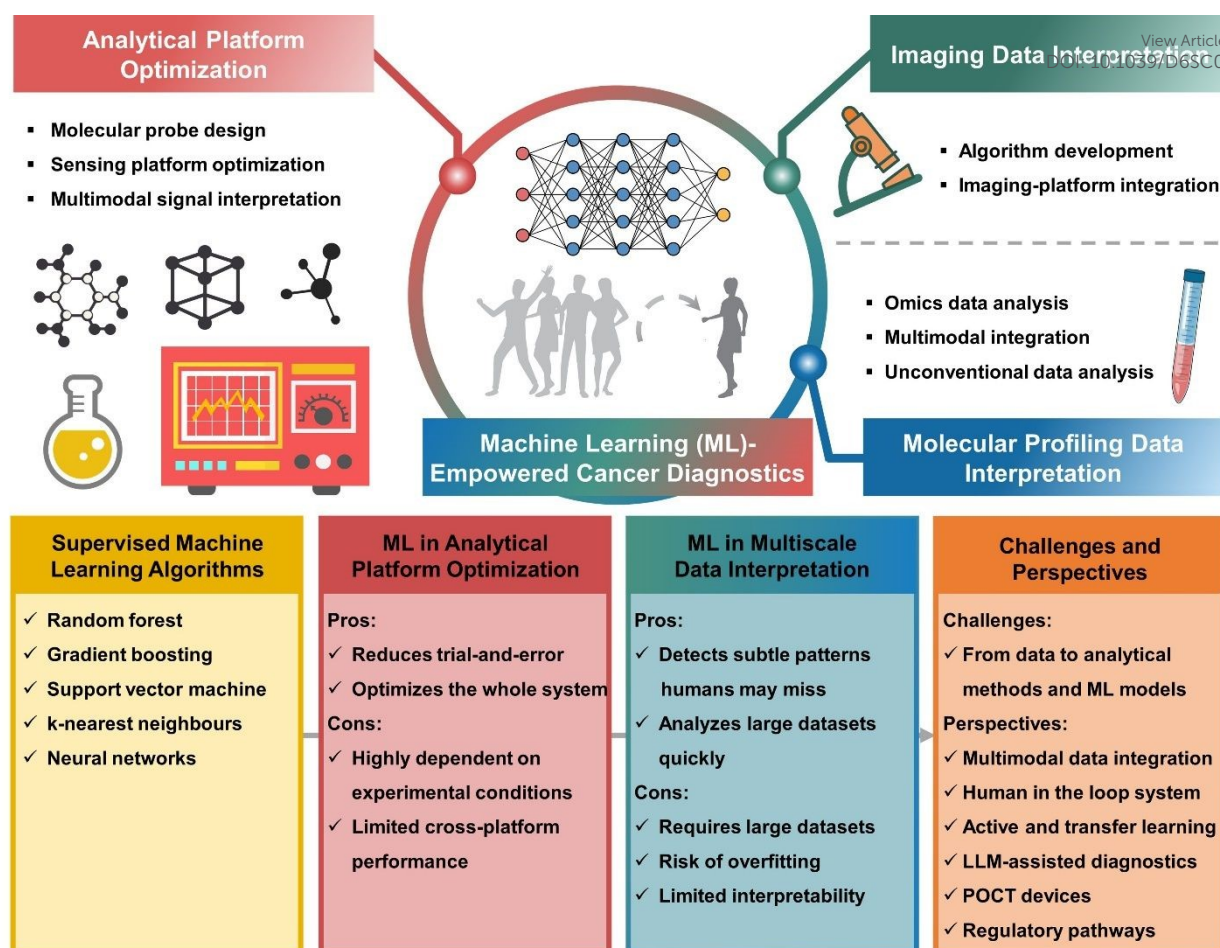 Analytical Platform
Optimization
▪ Molecular probe design
▪ Sensing platform optimization
▪ Multimodal signal interpretation
View Article
Imaging Data Interpretation
▪ Algorithm development
▪ Imaging-platform integration
▪ Omics data analysis
▪ Multimodal integration
▪ Unconventional data analysis
Machine Learning (ML)-
Empowered Cancer Diagnostics
Molecular Profiling Data
Interpretation
Supervised Machine
Learning Algorithms
✓ Random forest
✓ Gradient boosting
✓ Support vector machine
✓ k-nearest neighbours
✓ Neural networks
ML in Analytical
Platform Optimization
Pros:
✓ Reduces trial-and-error
✓ Optimizes the whole system
Cons:
✓ Highly dependent on
experimental conditions
✓ Limited cross-platform
performance
ML in Multiscale
Data Interpretation
Pros:
✓ Detects subtle patterns
humans may miss
✓ Analyzes large datasets
quickly
Cons:
✓ Requires large datasets
✓ Risk of overfitting
✓ Limited interpretability
Challenges and
Perspectives
Challenges:
✓ From data to analytical
methods and ML models
Perspectives:
✓ Multimodal data integration
✓ Human in the loop system
✓ Active and transfer learning
✓ LLM-assisted diagnostics
✓ POCT devices
✓ Regulatory pathways